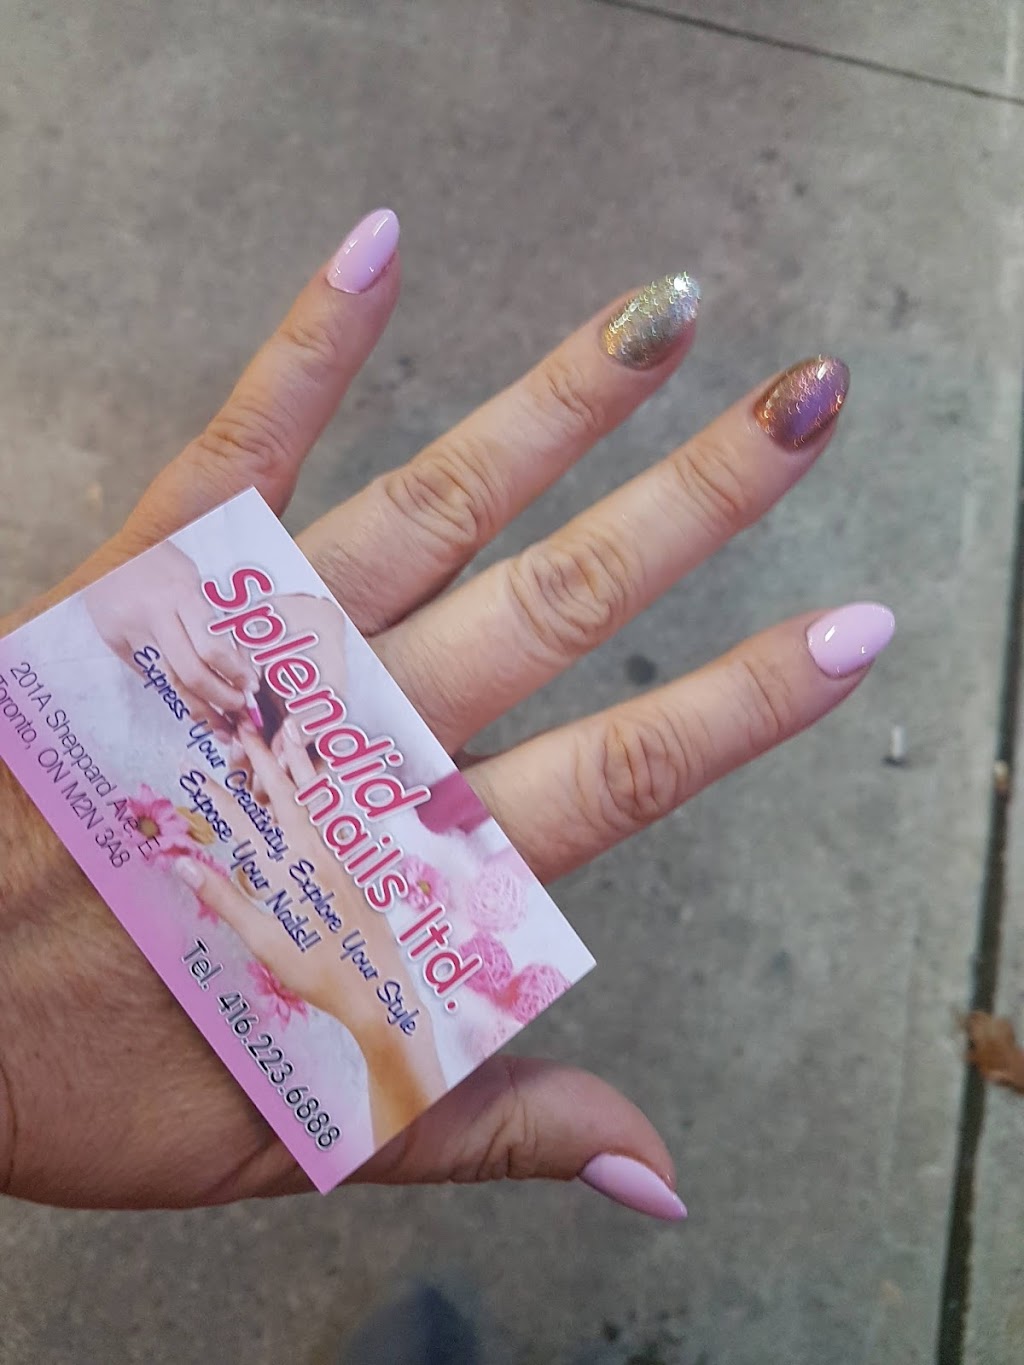 Splendid
nails ltd.
Express Your Creativity, Explore Your Style
Expose Your Nails!!
201A Sheppard Ave. E
Toronto, ON M2N 3A8
Tel. 416.223.6888